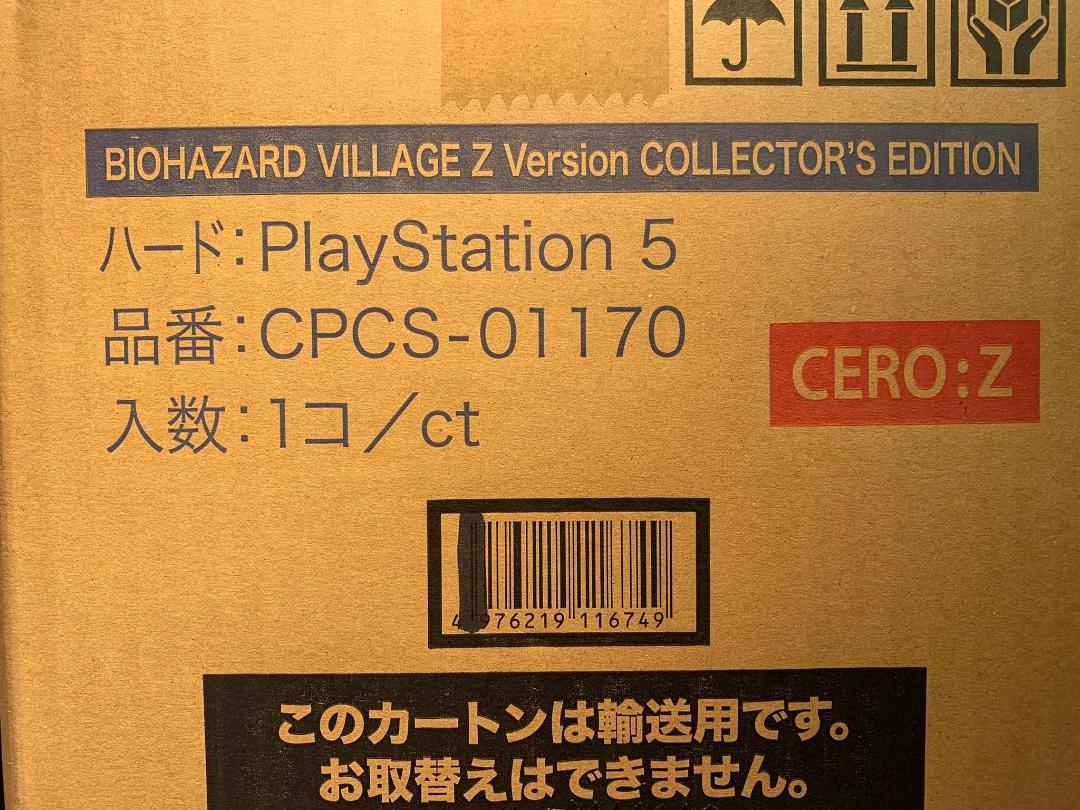 BIOHAZARD VILLAGE Z Version COLLECTOR'S EDITION
ハード：PlayStation 5
品番：CPCS-01170
CERO：Z
入数：1コ／ct
4 976219 116749
このカートンは輸送用です。
お取替えはできません。